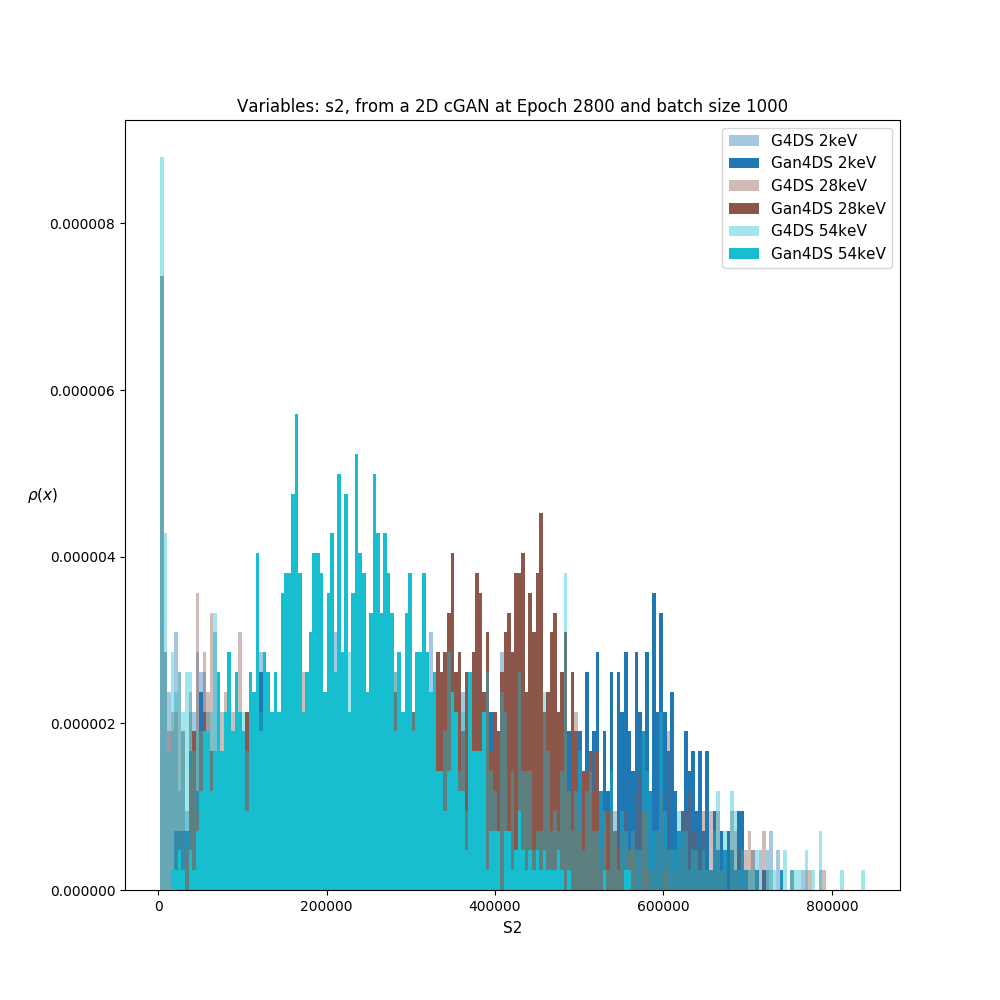 Variables: s2, from a 2D cGAN at Epoch 2800 and batch size 1000
G4DS 2keV
Gan4DS 2keV
G4DS 28keV
Gan4DS 28keV
G4DS 54keV
Gan4DS 54keV
0.000008
0.000006
ρ(x)
0.000004
0.000002
0.000000
0 200000 400000 600000 800000
S2